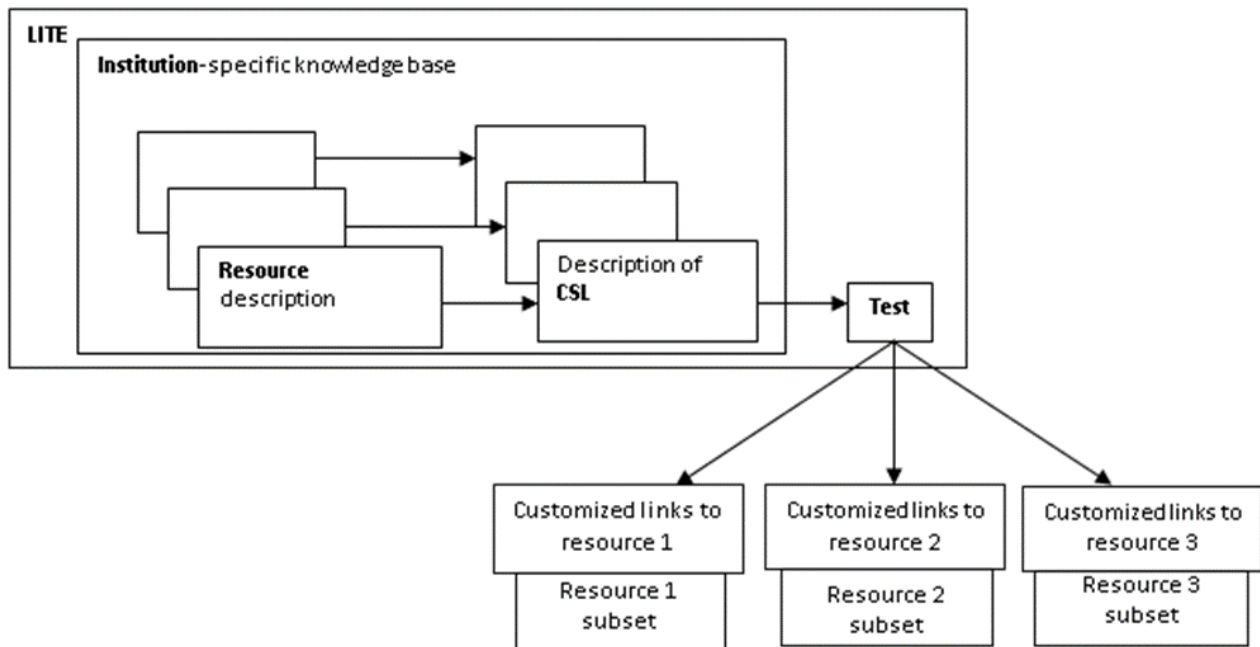 LITE
Institution-specific knowledge base
Resource
description
Description of
CSL
Test
Customized links to
resource 1
Resource 1
subset
Customized links to
resource 2
Resource 2
subset
Customized links to
resource 3
Resource 3
subset